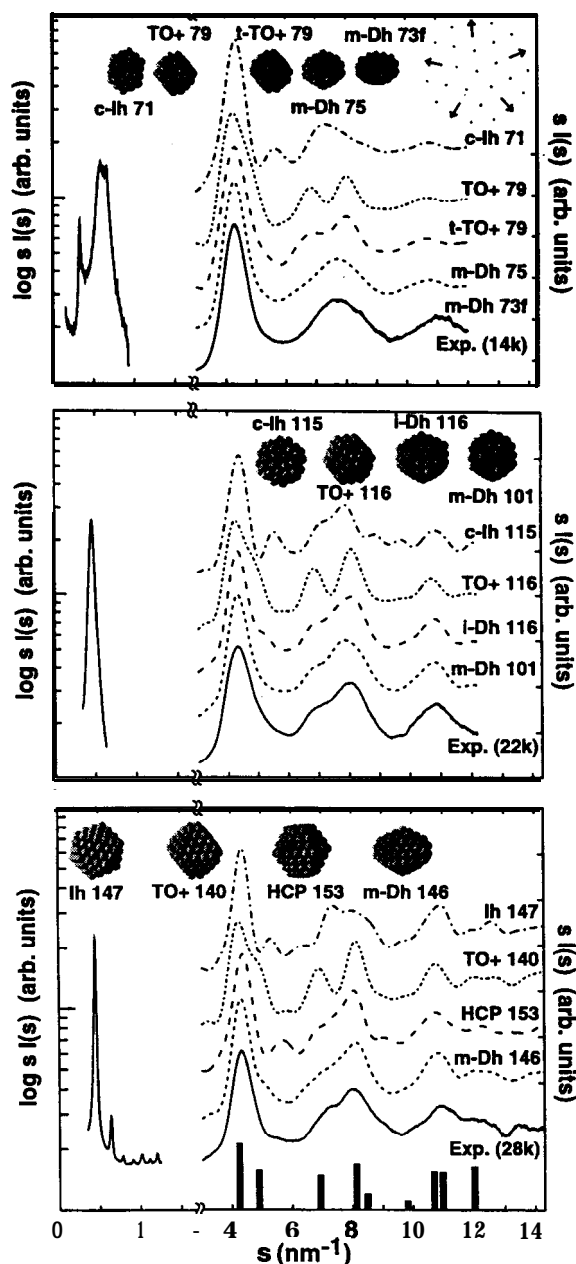 TO+ 79 t-TO+ 79 m-Dh 73f
c-Ih 71 m-Dh 75
log s I(s) (arb. units)
s I(s) (arb. units)
c-Ih 71
TO+ 79
t-TO+ 79
m-Dh 75
m-Dh 73f
Exp. (14k)
c-Ih 115 i-Dh 116
TO+ 116 m-Dh 101
log s I(s) (arb. units)
s I(s) (arb. units)
c-Ih 115
TO+ 116
i-Dh 116
m-Dh 101
Exp. (22k)
Ih 147 TO+ 140 HCP 153 m-Dh 146
log s I(s) (arb. units)
s I(s) (arb. units)
Ih 147
TO+ 140
HCP 153
m-Dh 146
Exp. (28k)
0 1 - 4 6 8 10 12 14
s (nm⁻¹)